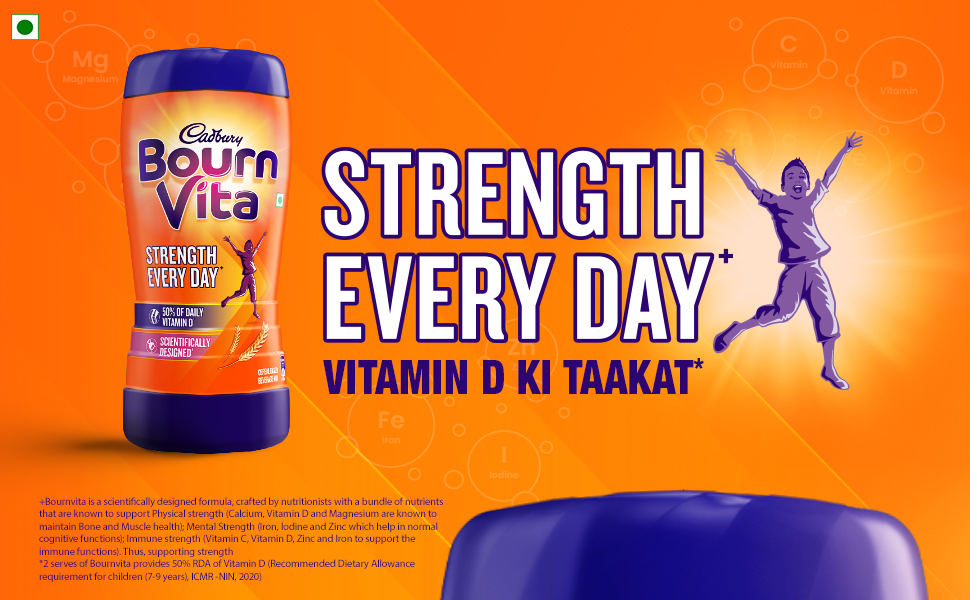 Mg
Magnesium
C
Vitamin
D
Vitamin
Cadbury
Bourn
Vita
STRENGTH
EVERY DAY+
50% OF DAILY
VITAMIN D*
SCIENTIFICALLY
DESIGNED+
STRENGTH
EVERY DAY+
VITAMIN D KI TAAKAT*
Zn
Fe
Iron
I
Iodine
+Bournvita is a scientifically designed formula, crafted by nutritionists with a bundle of nutrients
that are known to support Physical strength (Calcium, Vitamin D and Magnesium are known to
maintain Bone and Muscle health); Mental Strength (Iron, Iodine and Zinc which help in normal
cognitive functions); Immune strength (Vitamin C, Vitamin D, Zinc and Iron to support the
immune functions). Thus, supporting strength
*2 serves of Bournvita provides 50% RDA of Vitamin D (Recommended Dietary Allowance
requirement for children (7-9 years), ICMR -NIN, 2020)